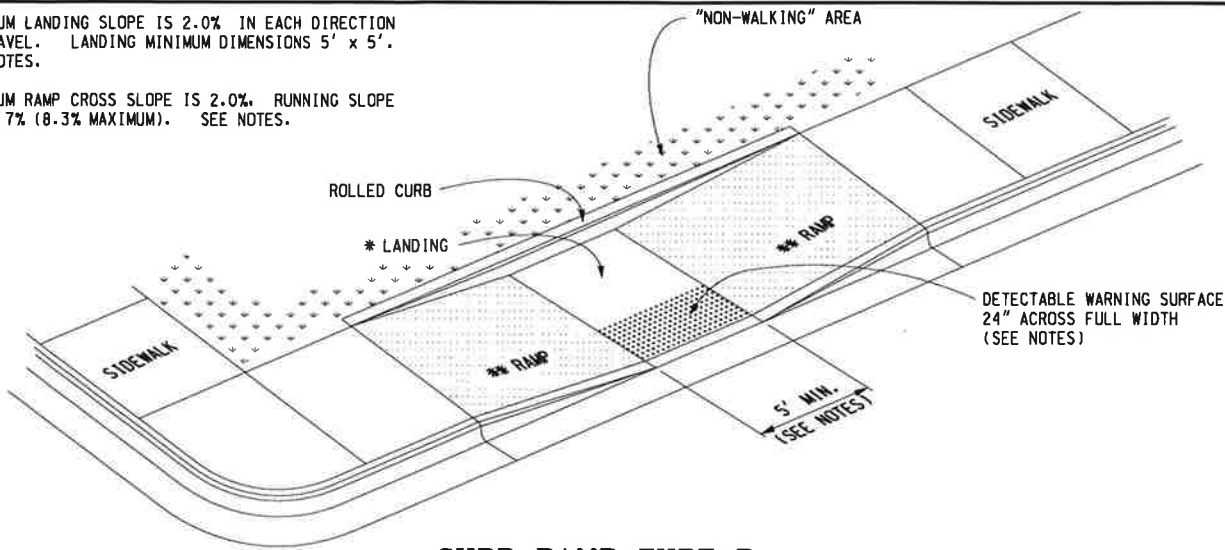 UM LANDING SLOPE IS 2.0% IN EACH DIRECTION
AVEL. LANDING MINIMUM DIMENSIONS 5' x 5'.
OTES.
UM RAMP CROSS SLOPE IS 2.0%. RUNNING SLOPE
7% (8.3% MAXIMUM). SEE NOTES.
"NON-WALKING" AREA
SIDEWALK
ROLLED CURB
* LANDING
** RAMP
DETECTABLE WARNING SURFACE
24" ACROSS FULL WIDTH
(SEE NOTES)
SIDEWALK
** RAMP
5' MIN.
(SEE NOTES)